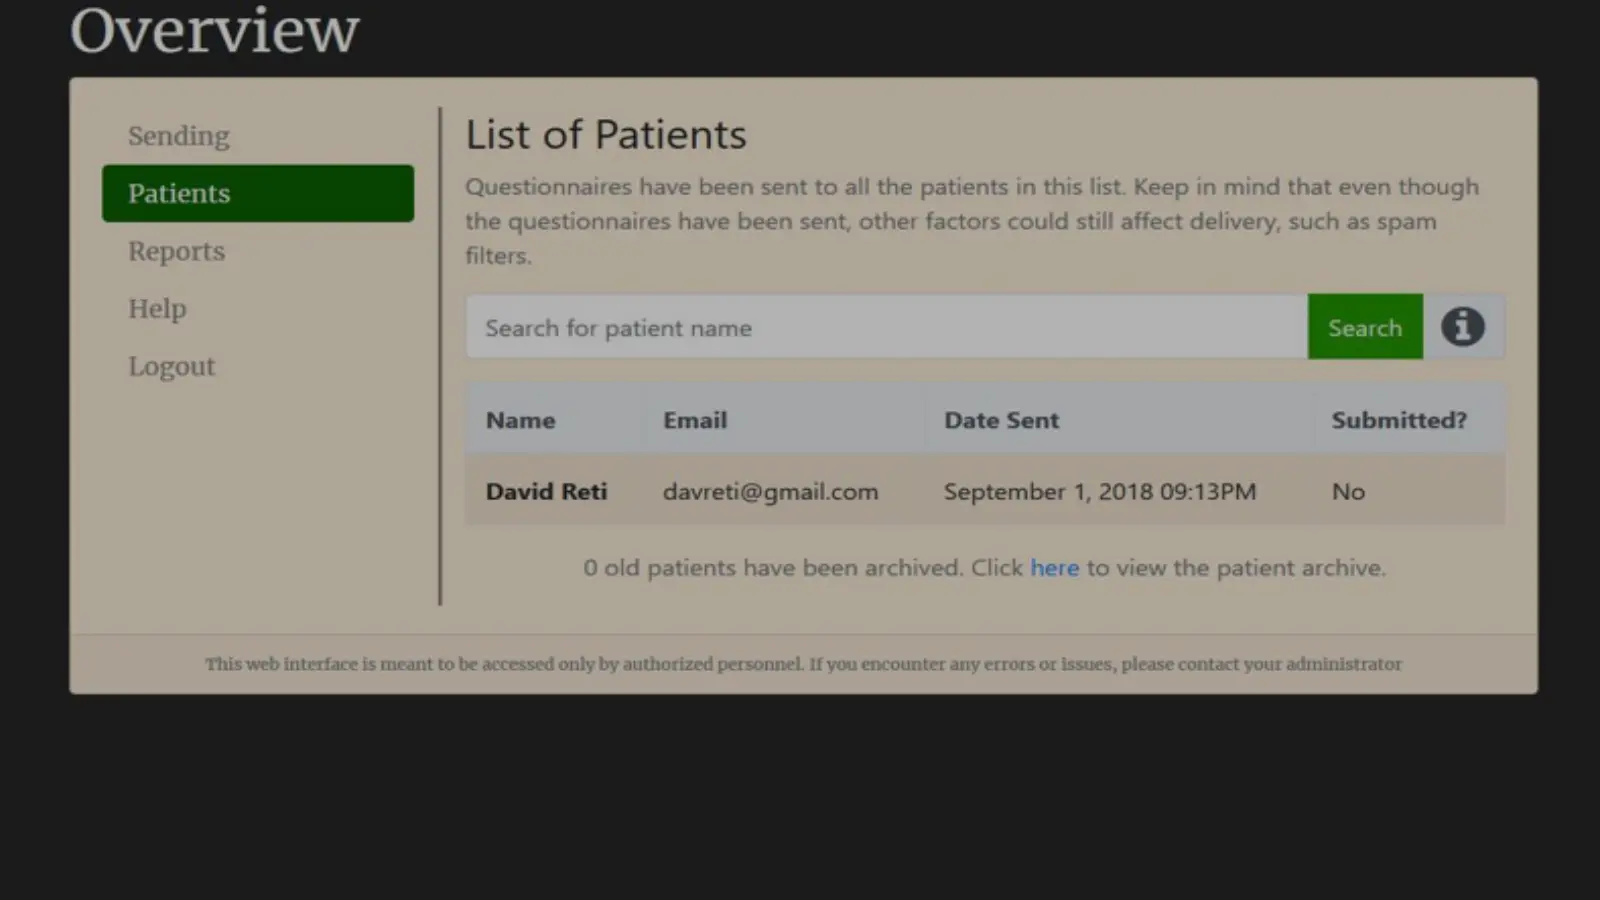 Overview
Sending
Patients
Reports
Help
Logout
List of Patients
Questionnaires have been sent to all the patients in this list. Keep in mind that even though
the questionnaires have been sent, other factors could still affect delivery, such as spam
filters.
Search for patient name
Search
Name Email Date Sent Submitted?
David Reti davreti@gmail.com September 1, 2018 09:13PM No
0 old patients have been archived. Click here to view the patient archive.
This web interface is meant to be accessed only by authorized personnel. If you encounter any errors or issues, please contact your administrator